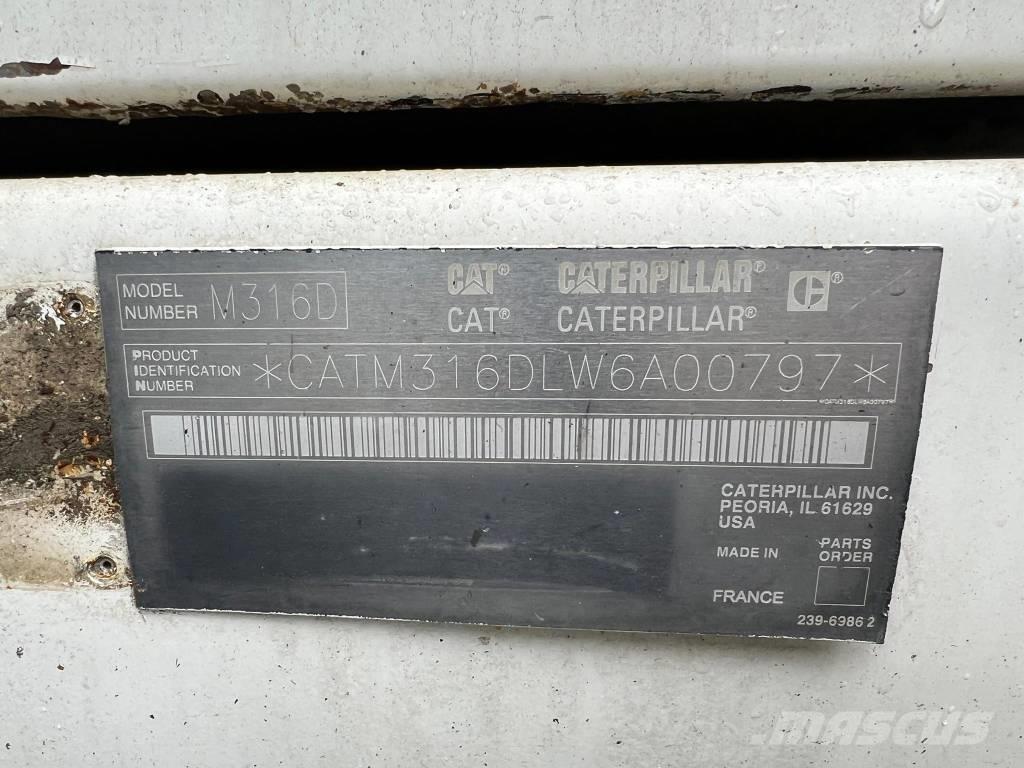 MODEL NUMBER M316D
CAT® CATERPILLAR® ®
CAT® CATERPILLAR®
PRODUCT IDENTIFICATION NUMBER *CATM316DLW6A00797*
*CATM316DLW6A00797*
CATERPILLAR INC.
PEORIA, IL 61629
USA
MADE IN
FRANCE
PARTS
ORDER
239-6986 2
mascus